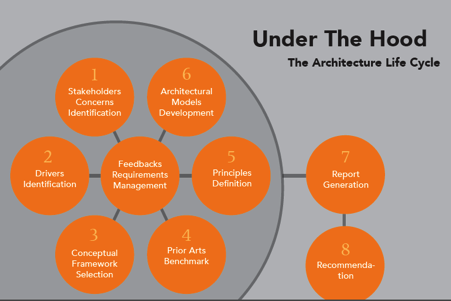 Under The Hood
The Architecture Life Cycle
1
Stakeholders
Concerns
Identification
6
Architectural
Models
Development
2
Drivers
Identification
Feedbacks
Requirements
Management
5
Principles
Definition
7
Report
Generation
3
Conceptual
Framework
Selection
4
Prior Arts
Benchmark
8
Recommenda-
tion